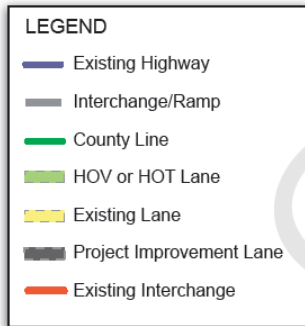 LEGEND
Existing Highway
Interchange/Ramp
County Line
HOV or HOT Lane
Existing Lane
Project Improvement Lane
Existing Interchange